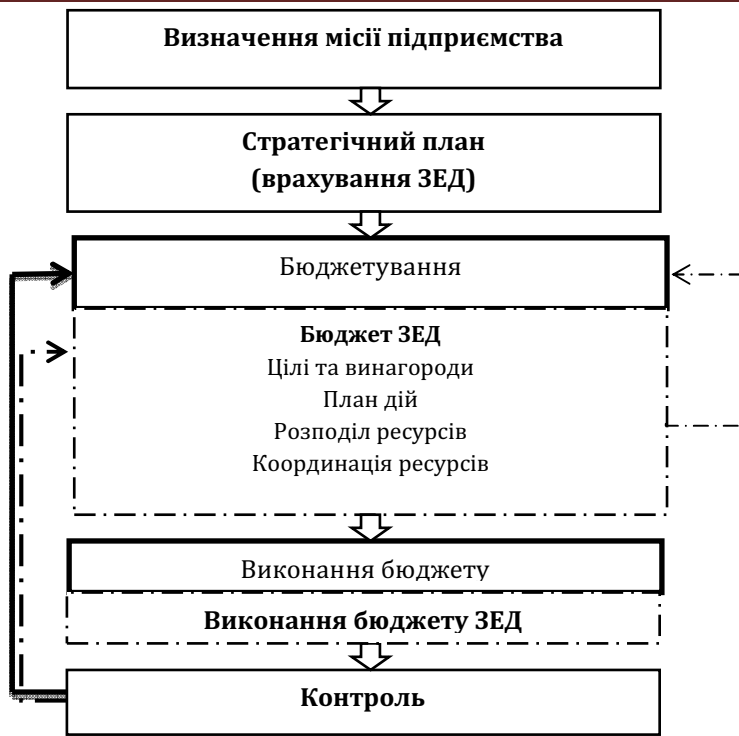 Визначення місії підприємства
Стратегічний план
(врахування ЗЕД)
Бюджетування
Бюджет ЗЕД
Цілі та винагороди
План дій
Розподіл ресурсів
Координація ресурсів
Виконання бюджету
Виконання бюджету ЗЕД
Контроль